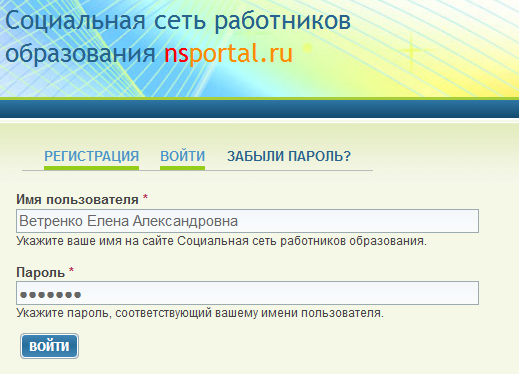 Социальная сеть работников
образования nsportal.ru
РЕГИСТРАЦИЯ ВОЙТИ ЗАБЫЛИ ПАРОЛЬ?
Имя пользователя *
Ветренко Елена Александровна
Укажите ваше имя на сайте Социальная сеть работников образования.
Пароль *
●●●●●●●
Укажите пароль, соответствующий вашему имени пользователя.
ВОЙТИ